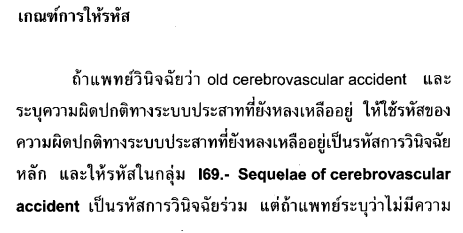 เกณฑ์การให้รหัส
ถ้าแพทย์วินิจฉัยว่า old cerebrovascular accident และ
ระบุความผิดปกติทางระบบประสาทที่ยังหลงเหลืออยู่ ให้ใช้รหัสของ
ความผิดปกติทางระบบประสาทที่ยังหลงเหลืออยู่เป็นรหัสการวินิจฉัย
หลัก และให้รหัสในกลุ่ม I69.- Sequelae of cerebrovascular
accident เป็นรหัสการวินิจฉัยร่วม แต่ถ้าแพทย์ระบุว่าไม่มีความ